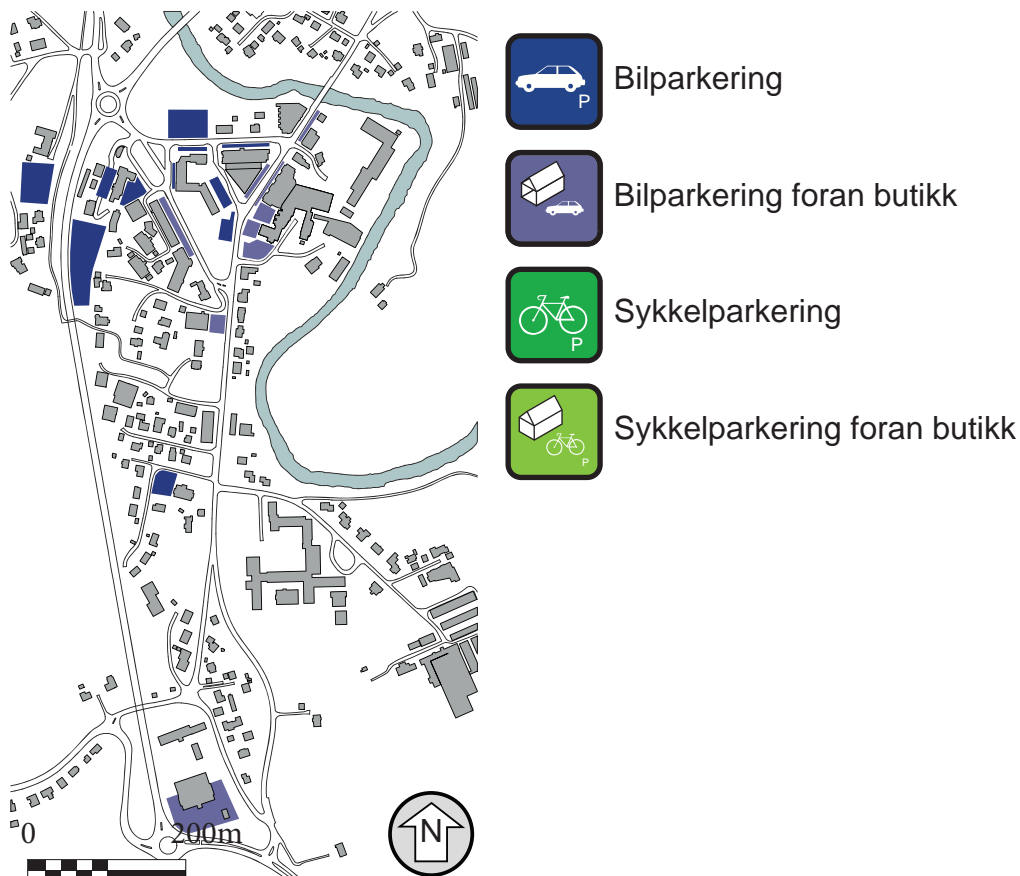 P
Bilparkering
Bilparkering foran butikk
P
Sykkelparkering
P
Sykkelparkering foran butikk
0
200m
N